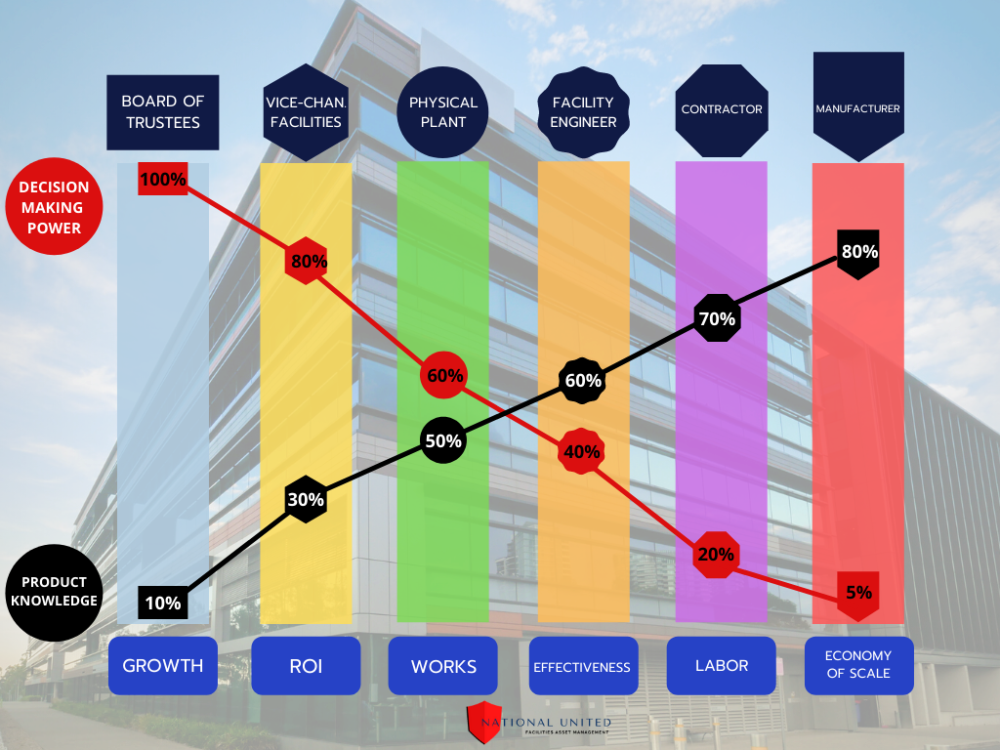 BOARD OF
TRUSTEES
VICE-CHAN.
FACILITIES
PHYSICAL
PLANT
FACILITY
ENGINEER
CONTRACTOR
MANUFACTURER
DECISION
MAKING
POWER
100%
80%
60%
40%
20%
5%
PRODUCT
KNOWLEDGE
10%
30%
50%
60%
70%
80%
GROWTH
ROI
WORKS
EFFECTIVENESS
LABOR
ECONOMY
OF SCALE
NATIONAL UNITED
FACILITIES ASSET MANAGEMENT